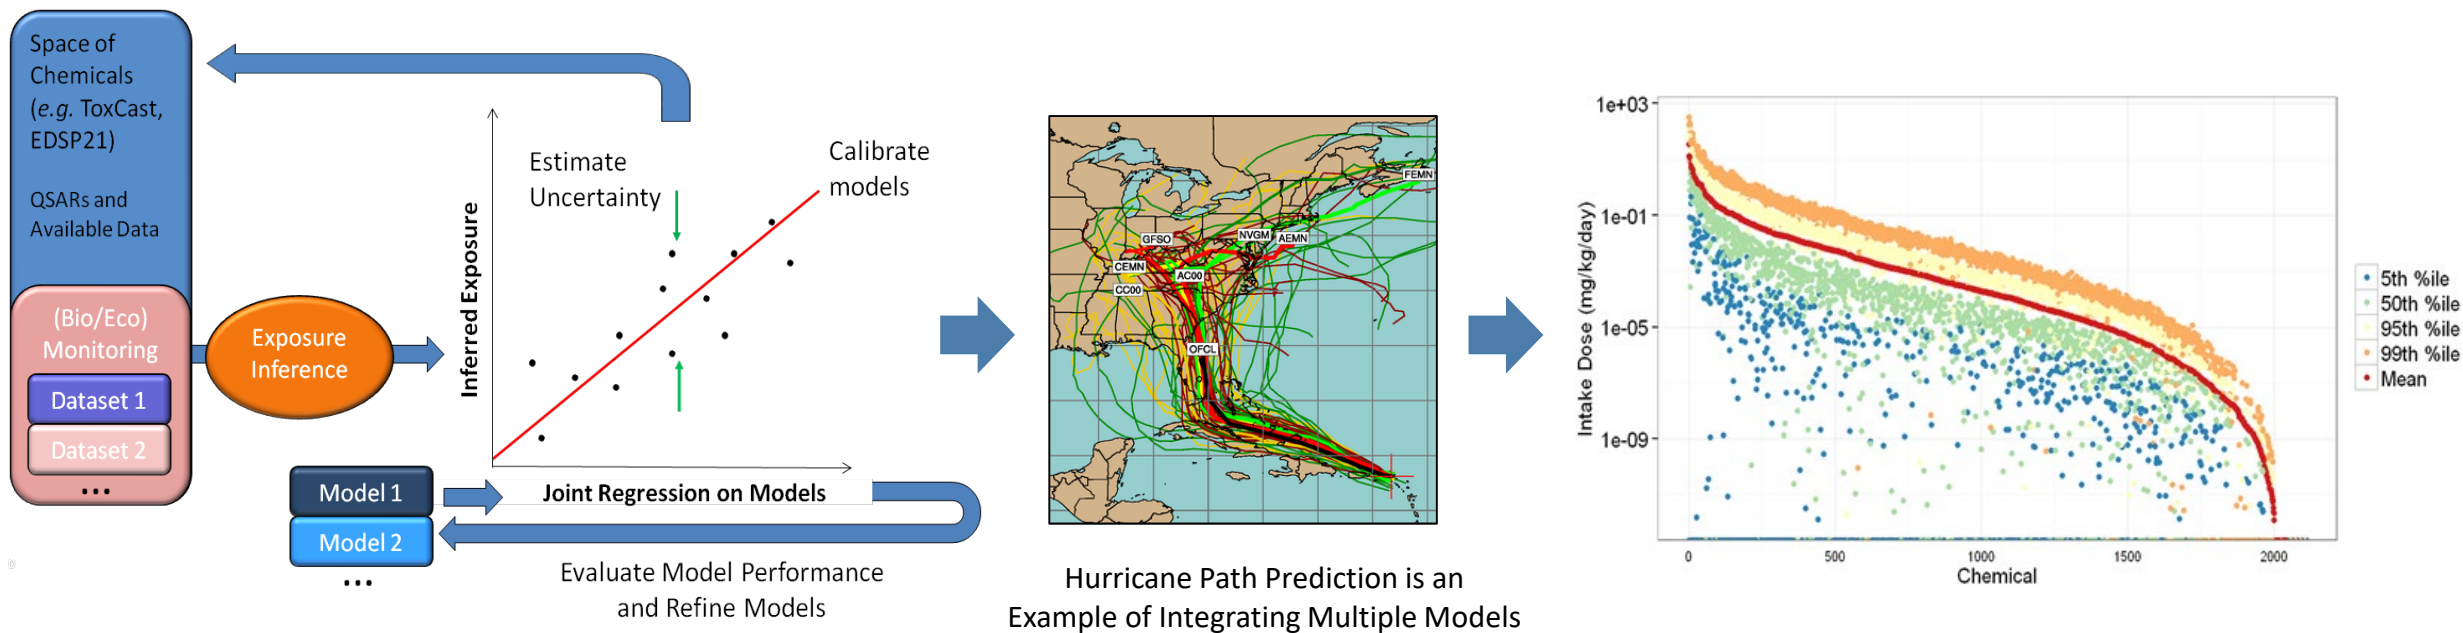 Space of
Chemicals
(e.g. ToxCast,
EDSP21)
QSARs and
Available Data
(Bio/Eco)
Monitoring
Dataset 1
Dataset 2
...
Exposure
Inference
Model 1
Model 2
...
Inferred Exposure
Estimate
Uncertainty
Calibrate
models
Joint Regression on Models
Evaluate Model Performance
and Refine Models
FEMN
GFSO
NVGM
AEMN
CEMN
AC00
CC00
OFCL
Hurricane Path Prediction is an
Example of Integrating Multiple Models
Intake Dose (mg/kg/day)
1e+03
1e-01
1e-05
1e-09
0
500
1000
1500
2000
Chemical
5th %ile
50th %ile
95th %ile
99th %ile
Mean